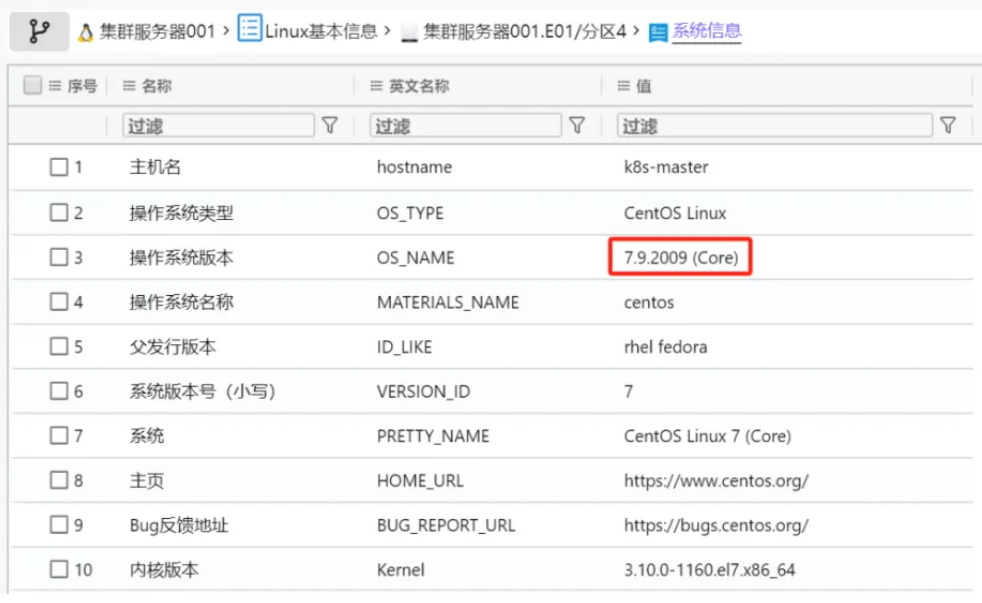 集群服务器001 › Linux基本信息 › 集群服务器001.E01/分区4 › 系统信息
序号 名称 英文名称 值
过滤 过滤 过滤
1 主机名 hostname k8s-master
2 操作系统类型 OS_TYPE CentOS Linux
3 操作系统版本 OS_NAME 7.9.2009 (Core)
4 操作系统名称 MATERIALS_NAME centos
5 父发行版本 ID_LIKE rhel fedora
6 系统版本号（小写） VERSION_ID 7
7 系统 PRETTY_NAME CentOS Linux 7 (Core)
8 主页 HOME_URL https://www.centos.org/
9 Bug反馈地址 BUG_REPORT_URL https://bugs.centos.org/
10 内核版本 Kernel 3.10.0-1160.el7.x86_64